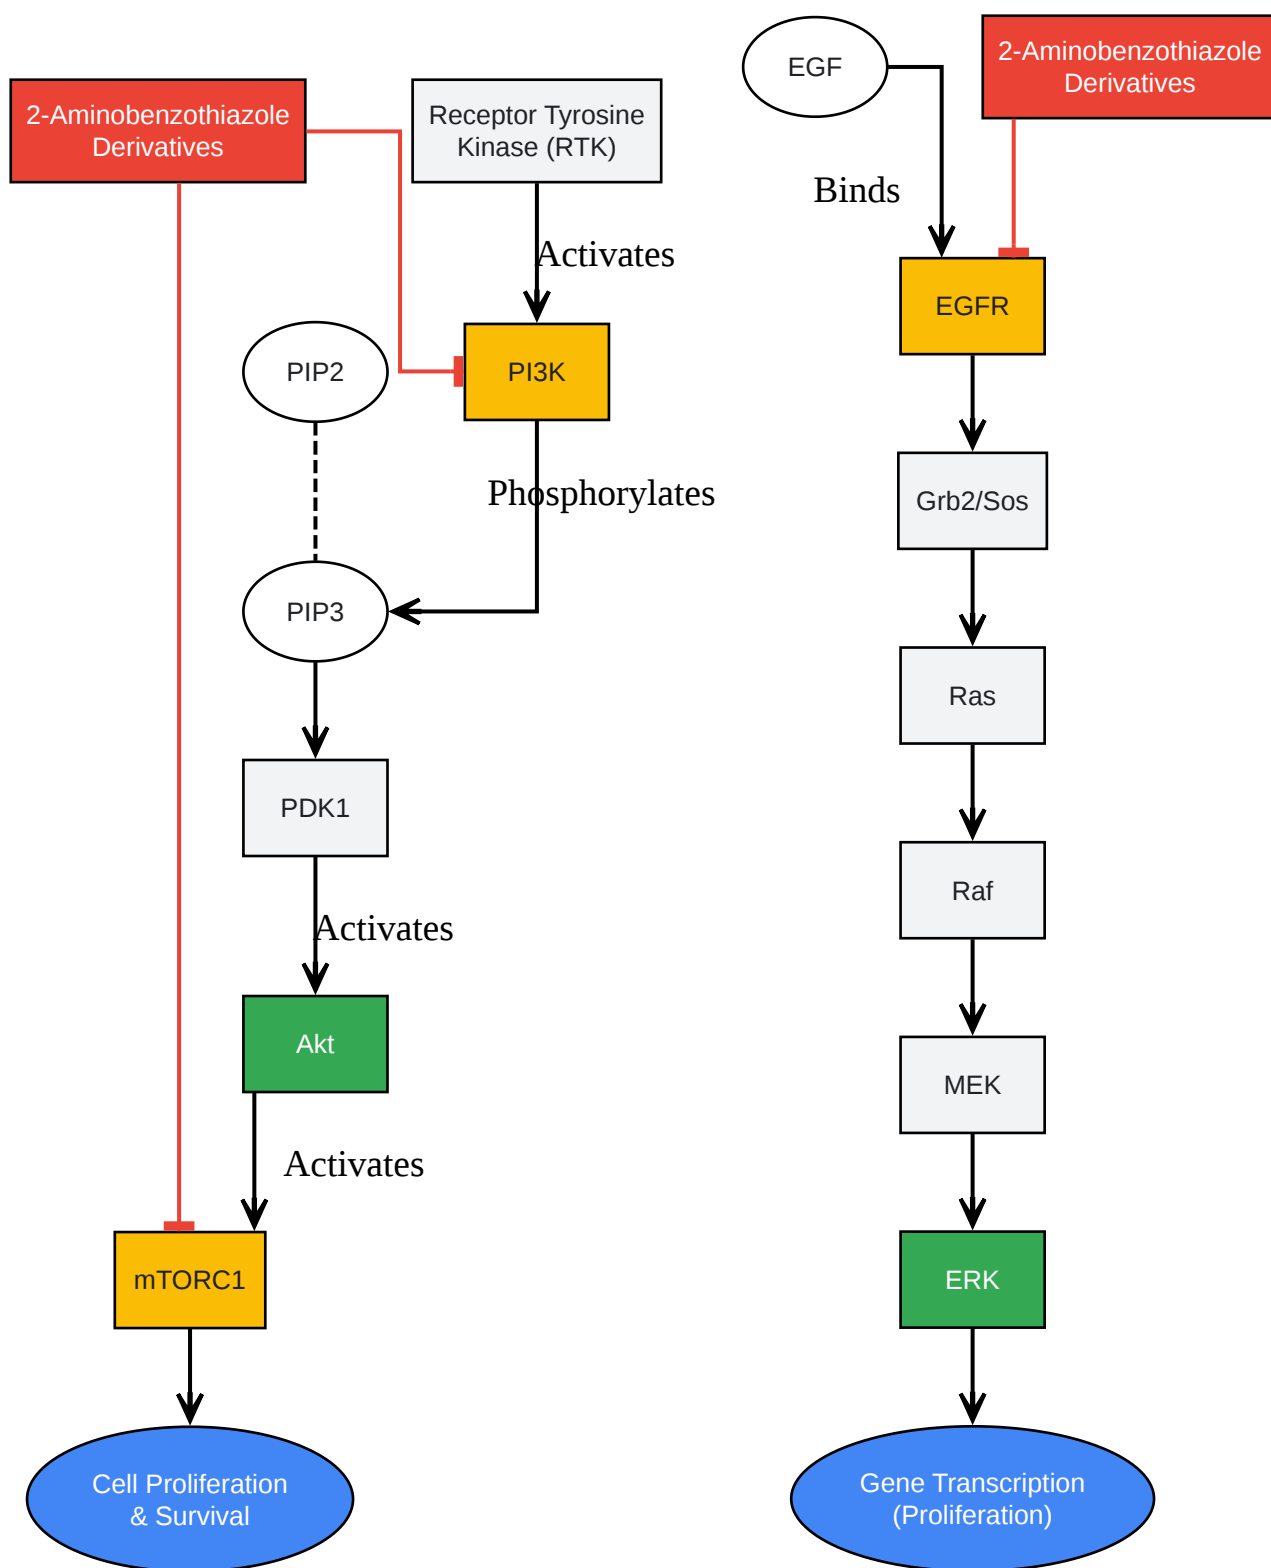 2-Aminobenzothiazole
Derivatives
Receptor Tyrosine
Kinase (RTK)
Activates
PIP2
PI3K
Phosphorylates
PIP3
PDK1
Activates
Akt
Activates
mTORC1
Cell Proliferation
& Survival
EGF
2-Aminobenzothiazole
Derivatives
Binds
EGFR
Grb2/Sos
Ras
Raf
MEK
ERK
Gene Transcription
(Proliferation)